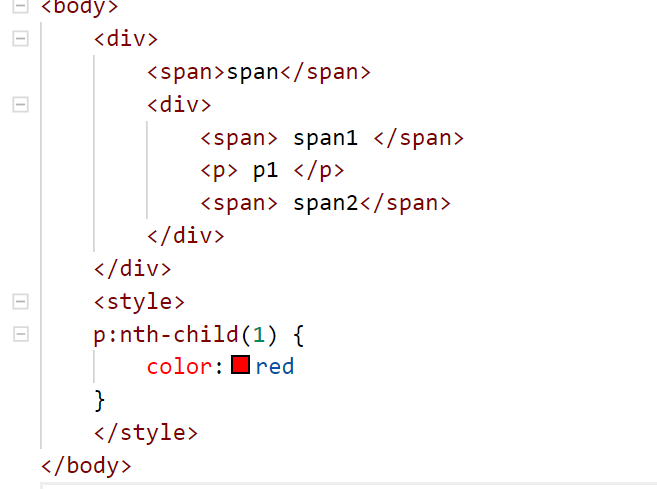 <body>
<div>
<span>span</span>
<div>
<span> span1 </span>
<p> p1 </p>
<span> span2</span>
</div>
</div>
<style>
p:nth-child(1) {
color: red
}
</style>
</body>